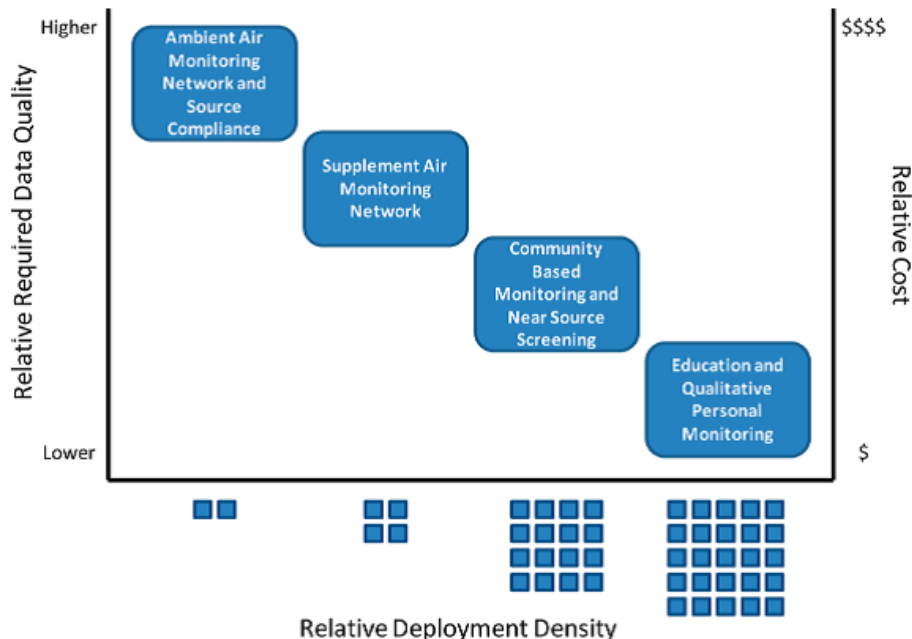 Higher
Relative Required Data Quality
Lower
Ambient Air
Monitoring
Network and
Source
Compliance
Supplement Air
Monitoring
Network
Community
Based
Monitoring and
Near Source
Screening
Education and
Qualitative
Personal
Monitoring
$$$$
Relative Cost
$
Relative Deployment Density